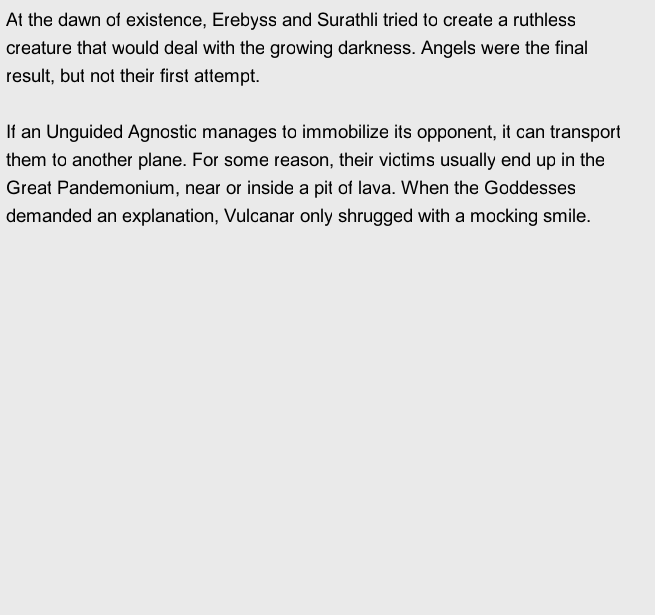 At the dawn of existence, Erebyss and Surathli tried to create a ruthless
creature that would deal with the growing darkness. Angels were the final
result, but not their first attempt.
If an Unguided Agnostic manages to immobilize its opponent, it can transport
them to another plane. For some reason, their victims usually end up in the
Great Pandemonium, near or inside a pit of lava. When the Goddesses
demanded an explanation, Vulcanar only shrugged with a mocking smile.